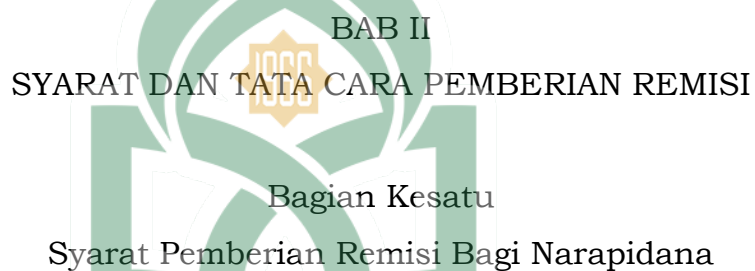 BAB II
SYARAT DAN TATA CARA PEMBERIAN REMISI
Bagian Kesatu
Syarat Pemberian Remisi Bagi Narapidana